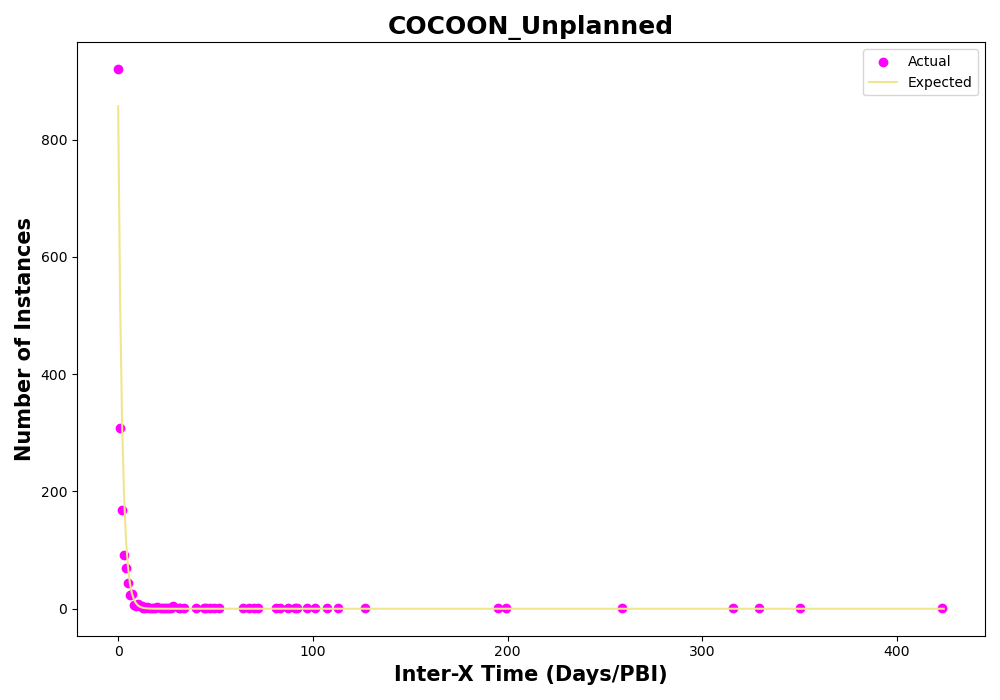 COCOON_Unplanned
Actual
Expected
Number of Instances
800
600
400
200
0
0 100 200 300 400
Inter-X Time (Days/PBI)